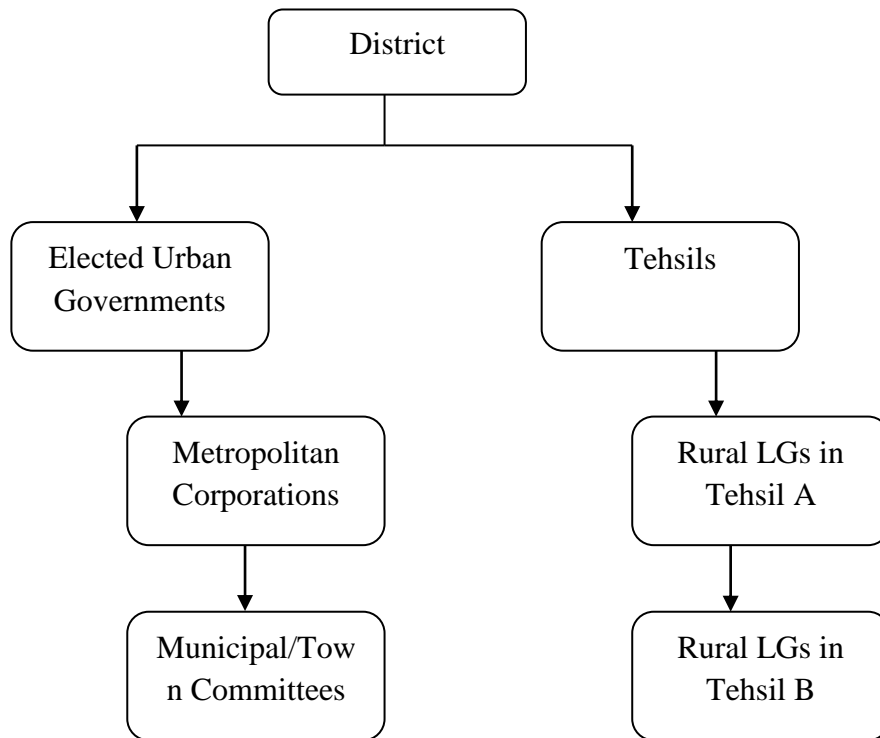 District
Elected Urban
Governments
Tehsils
Metropolitan
Corporations
Rural LGs in
Tehsil A
Municipal/Tow
n Committees
Rural LGs in
Tehsil B